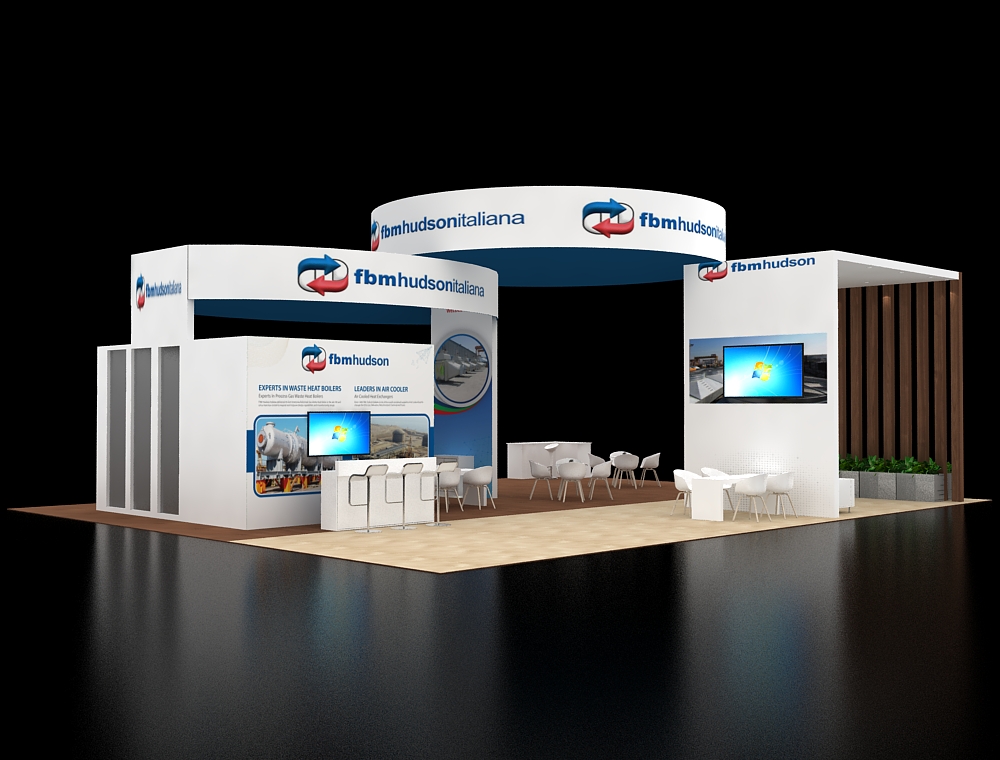 fbmhudsonitaliana
fbmhudsonitalia
fbmhudsonitaliana
fbmhudsonitaliana
fbmhudson
fbmhudson
EXPERTS IN WASTE HEAT BOILERS
Experts In Process Gas Waste Heat Boilers
LEADERS IN AIR COOLER
Air Cooled Heat Exchangers